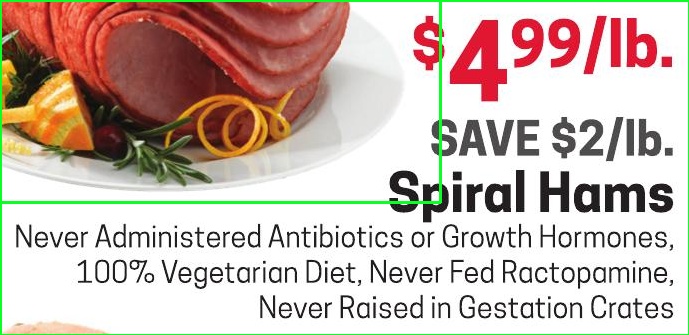 $4.99/lb.
SAVE $2/lb.
Spiral Hams
Never Administered Antibiotics or Growth Hormones,
100% Vegetarian Diet, Never Fed Ractopamine,
Never Raised in Gestation Crates